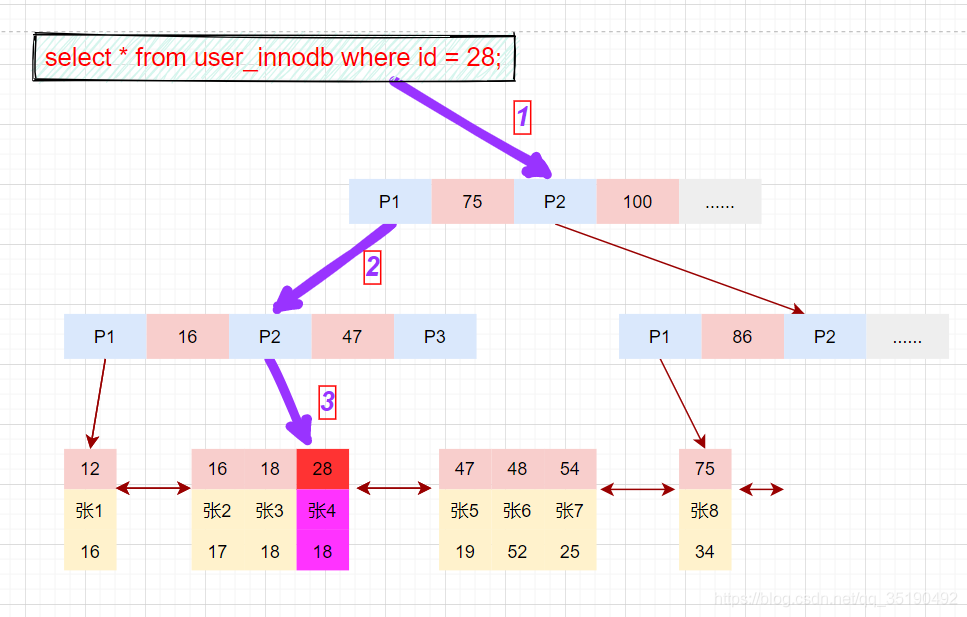 select * from user_innodb where id = 28;
1
P1 75 P2 100 ......
2
P1 16 P2 47 P3
P1 86 P2 ......
3
12
张1
16
16 18 28
张2 张3 张4
17 18 18
47 48 54
张5 张6 张7
19 52 25
75
张8
34
https://blog.csdn.net/qq_35190492